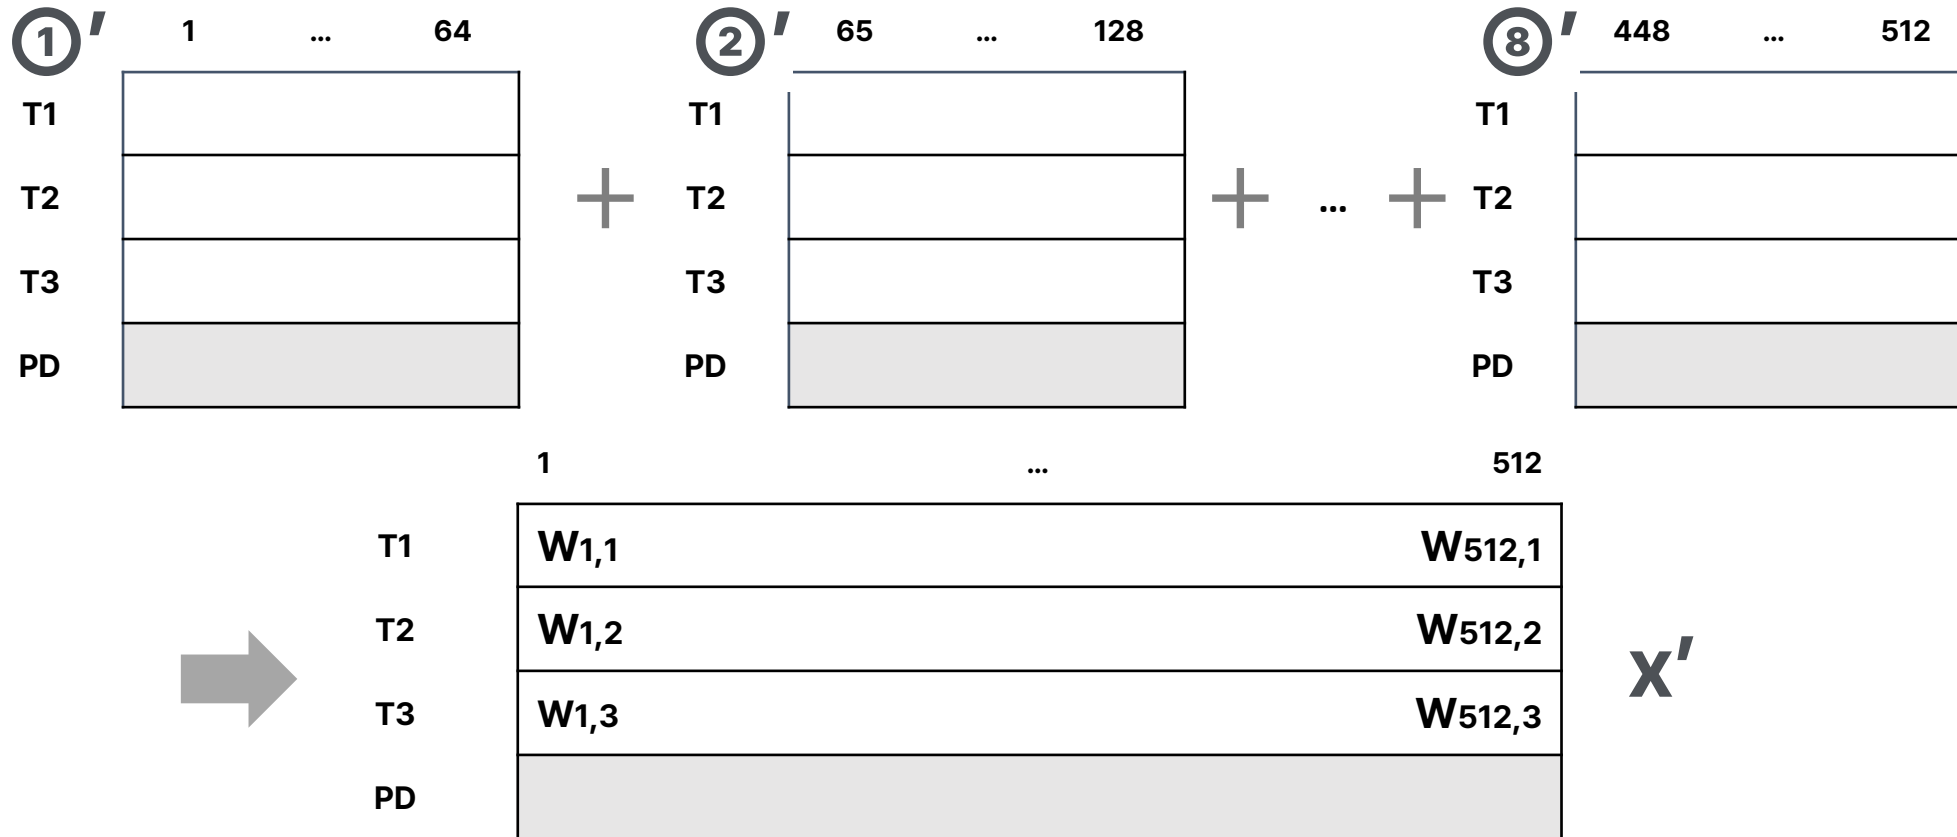 ①′ 1 ... 64 ②′ 65 ... 128 ⑧′ 448 ... 512
T1 T1 T1
T2 + T2 + ... + T2
T3 T3 T3
PD PD PD
1 ... 512
T1 W1,1 W512,1
T2 W1,2 W512,2
T3 W1,3 W512,3
X′
PD